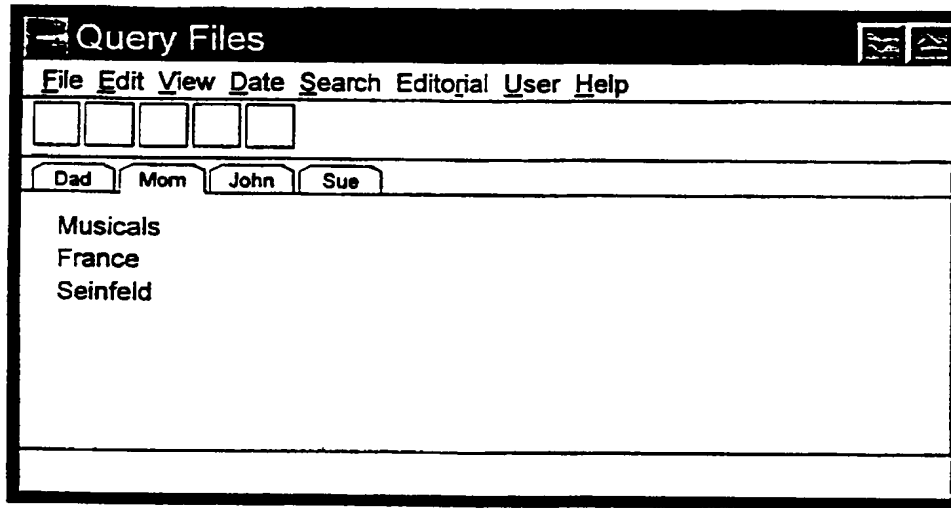 Query Files
File Edit View Date Search Editorial User Help
Dad Mom John Sue
Musicals
France
Seinfeld